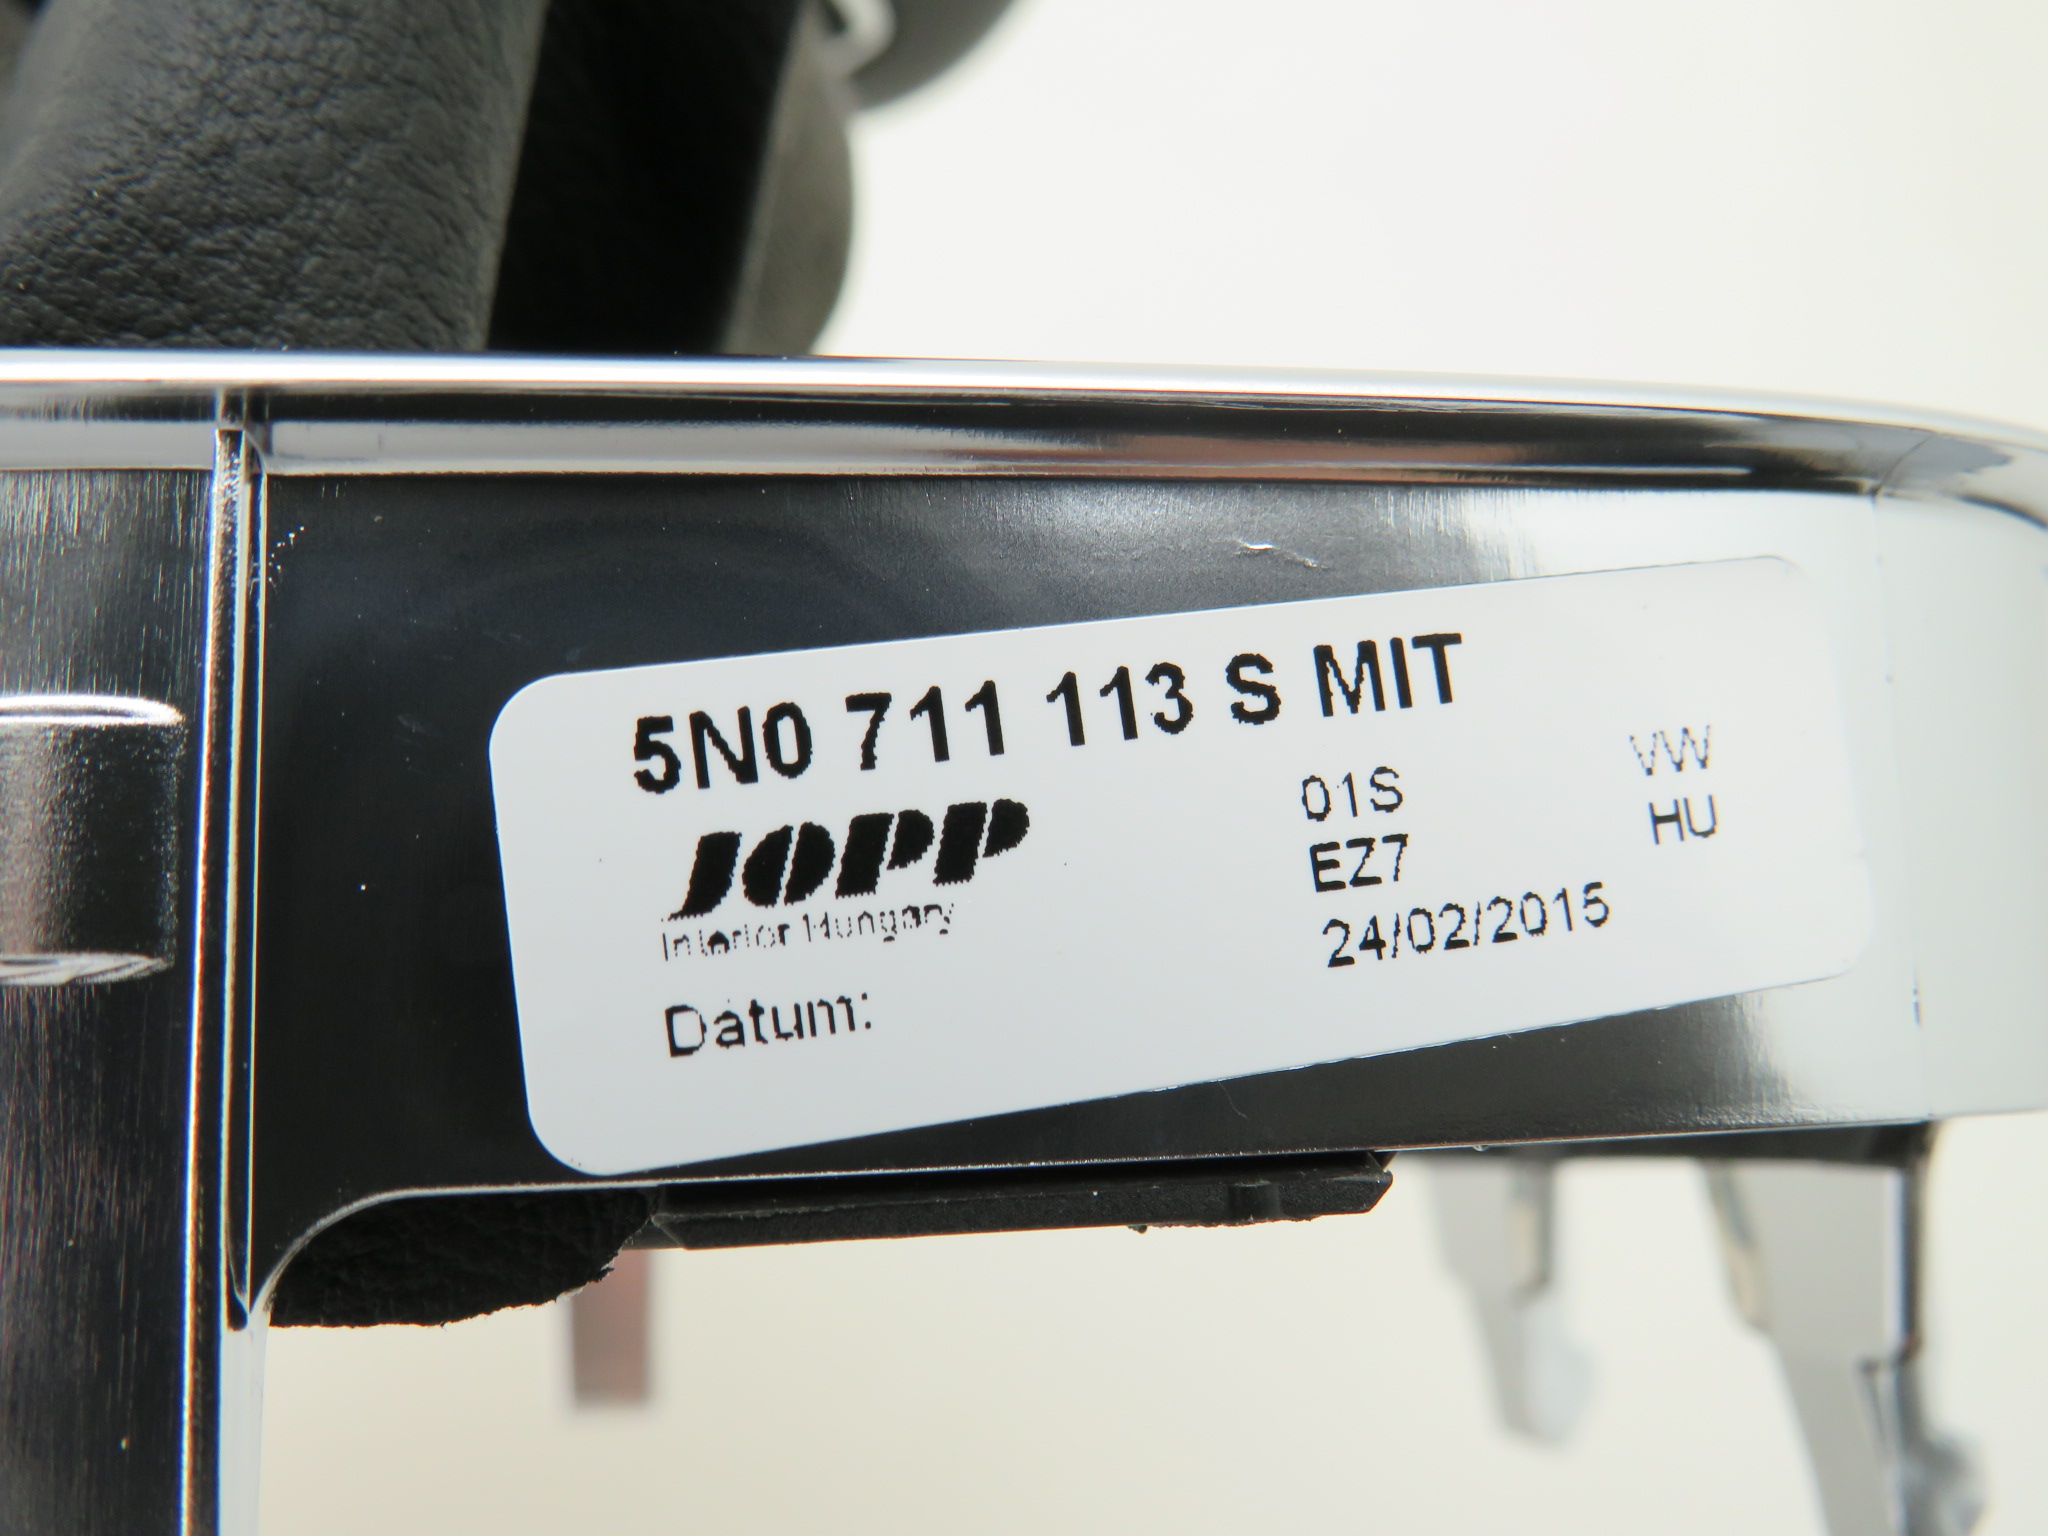 5N0 711 113 S MIT
JOPP
Interior Hungary
01S VW
EZ7 HU
Datum: 24/02/2015